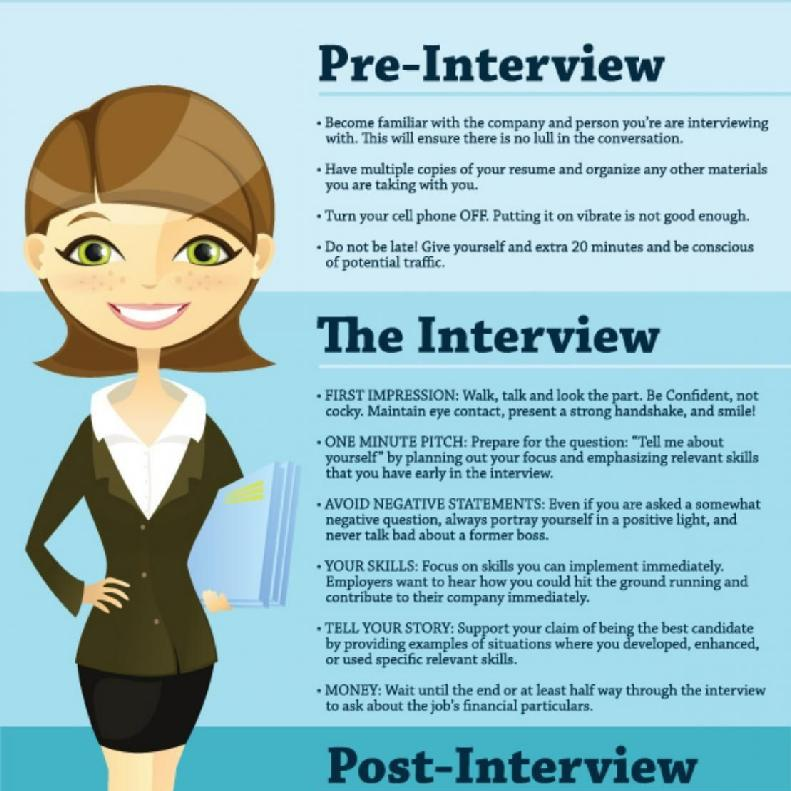 Pre-Interview
• Become familiar with the company and person you're are interviewing
with. This will ensure there is no lull in the conversation.
• Have multiple copies of your resume and organize any other materials
you are taking with you.
• Turn your cell phone OFF. Putting it on vibrate is not good enough.
• Do not be late! Give yourself and extra 20 minutes and be conscious
of potential traffic.
The Interview
• FIRST IMPRESSION: Walk, talk and look the part. Be Confident, not
cocky. Maintain eye contact, present a strong handshake, and smile!
• ONE MINUTE PITCH: Prepare for the question: "Tell me about
yourself" by planning out your focus and emphasizing relevant skills
that you have early in the interview.
• AVOID NEGATIVE STATEMENTS: Even if you are asked a somewhat
negative question, always portray yourself in a positive light, and
never talk bad about a former boss.
• YOUR SKILLS: Focus on skills you can implement immediately.
Employers want to hear how you could hit the ground running and
contribute to their company immediately.
• TELL YOUR STORY: Support your claim of being the best candidate
by providing examples of situations where you developed, enhanced,
or used specific relevant skills.
• MONEY: Wait until the end or at least half way through the interview
to ask about the job's financial particulars.
Post-Interview